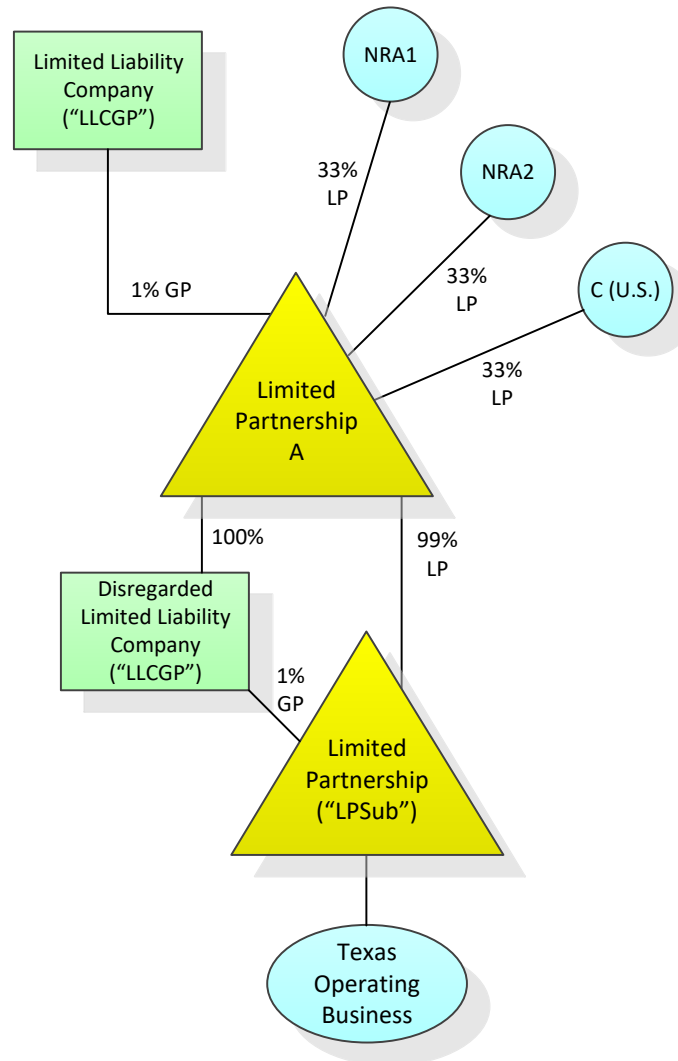 Limited Liability
Company
(“LLCGP”)
NRA1
NRA2
C (U.S.)
33%
LP
33%
LP
33%
LP
1% GP
Limited
Partnership
A
100%
99%
LP
Disregarded
Limited Liability
Company
(“LLCGP”)
1%
GP
Limited
Partnership
(“LPSub”)
Texas
Operating
Business